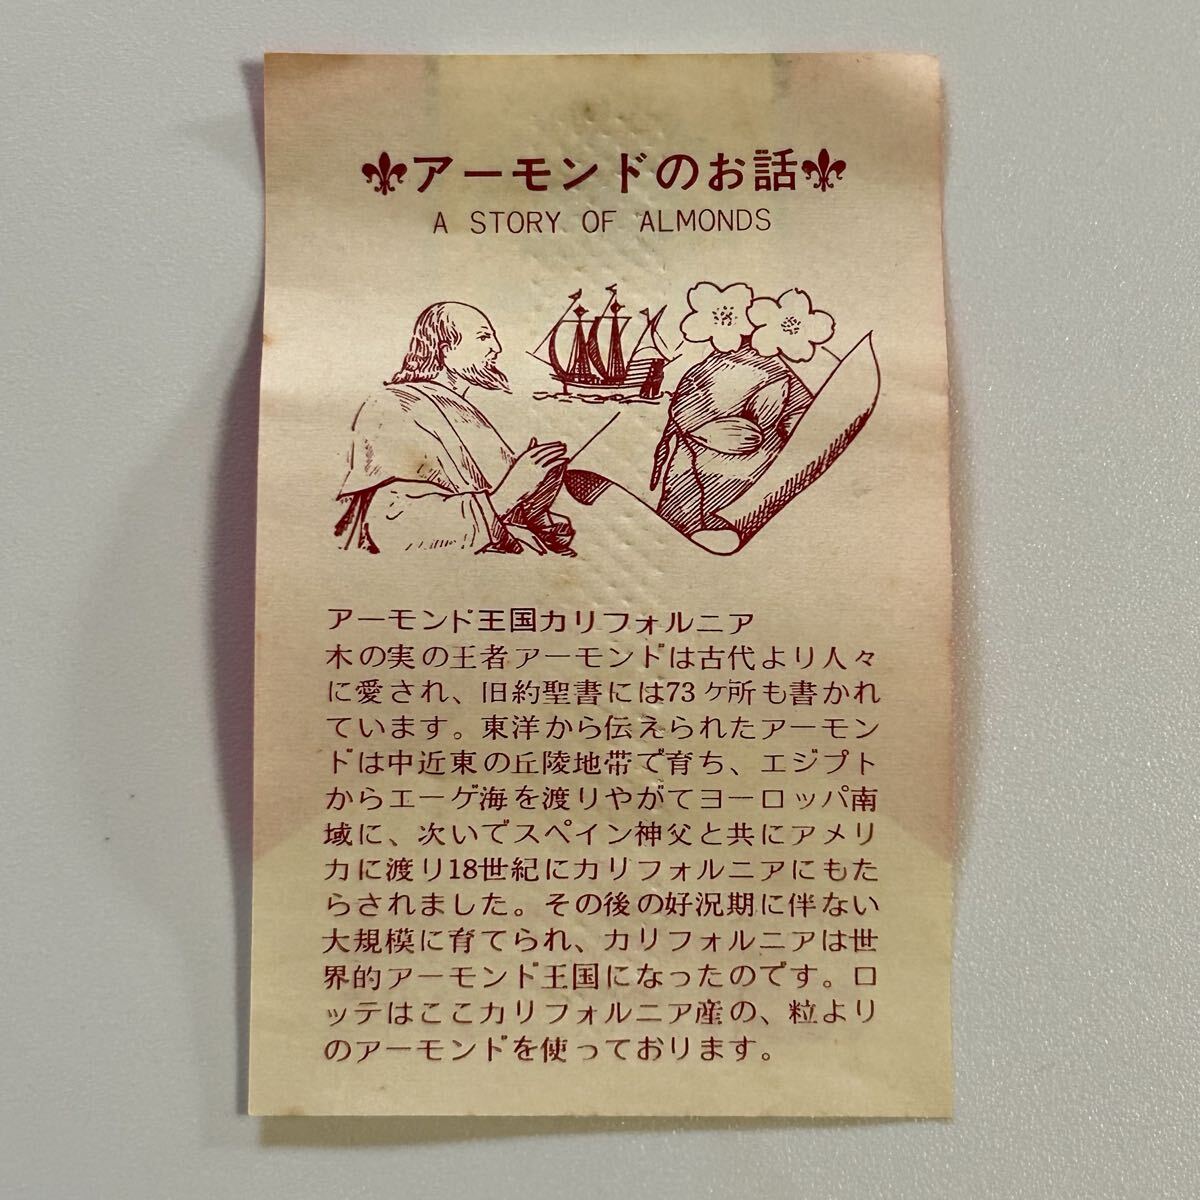 アーモンドのお話
A STORY OF ALMONDS
アーモンド王国カリフォルニア
木の実の王者アーモンドは古代より人々
に愛され、旧約聖書には73ケ所も書かれ
ています。東洋から伝えられたアーモン
ドは中近東の丘陵地帯で育ち、エジプト
からエーゲ海を渡りやがてヨーロッパ南
域に、次いでスペイン神父と共にアメリ
カに渡り18世紀にカリフォルニアにもた
らされました。その後の好況期に伴ない
大規模に育てられ、カリフォルニアは世
界的アーモンド王国になったのです。ロ
ッテはここカリフォルニア産の、粒より
のアーモンドを使っております。